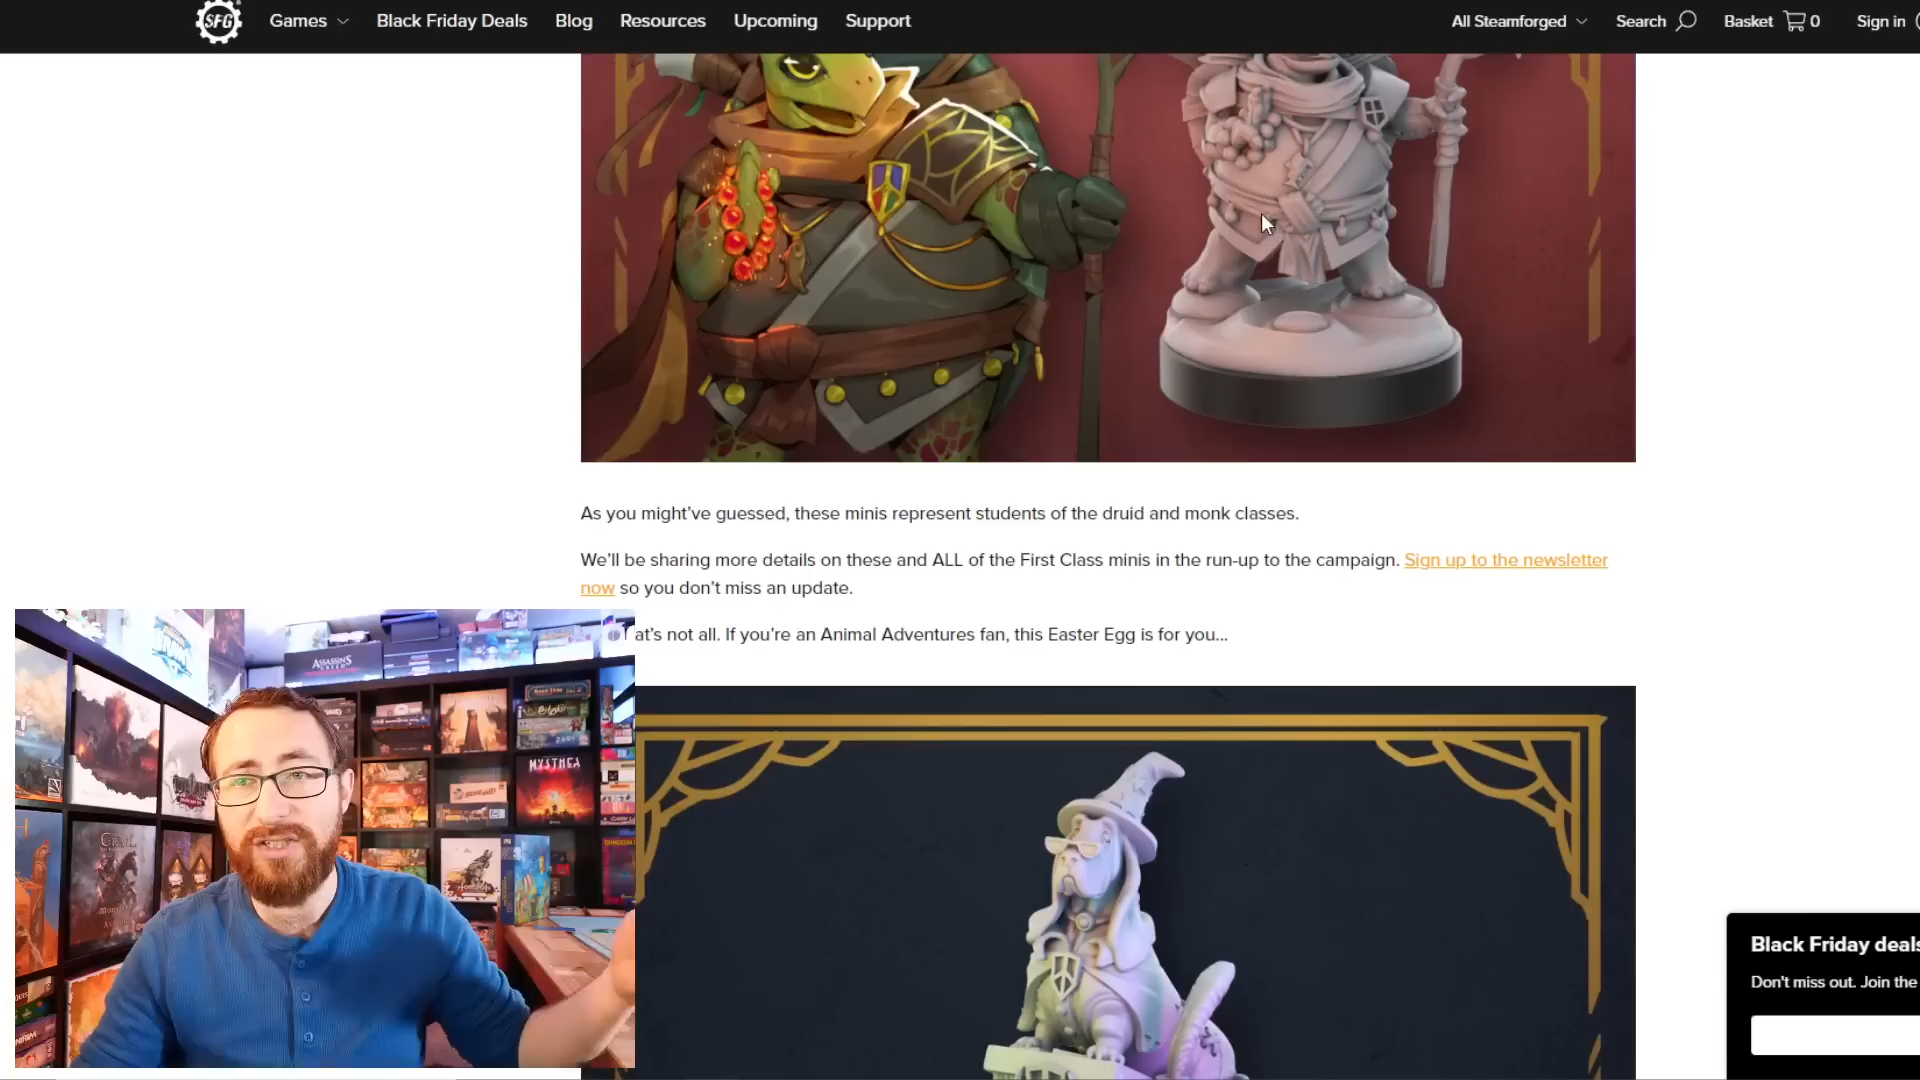 SFG
Games
Black Friday Deals
Blog
Resources
Upcoming
Support
All Steamforged
Search
Basket
0
Sign in
As you might’ve guessed, these minis represent students of the druid and monk classes.
We’ll be sharing more details on these and ALL of the First Class minis in the run-up to the campaign. Sign up to the newsletter
now so you don’t miss an update.
at’s not all. If you’re an Animal Adventures fan, this Easter Egg is for you…
ASSASSIN'S
MYSTHEA
GRAIL
HORIZON
Black Friday deals
Don't miss out. Join the